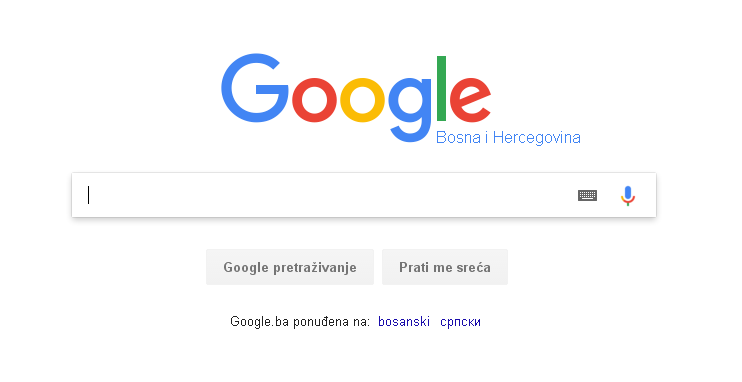 Google
Bosna i Hercegovina
Google pretraživanje Prati me sreća
Google.ba ponuđena na: bosanski српски